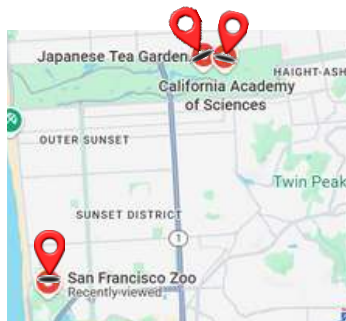 Japanese Tea Garden
HAIGHT-ASH
California Academy
of Sciences
OUTER SUNSET
Twin Peak
SUNSET DISTRICT
1
San Francisco Zoo
Recently viewed